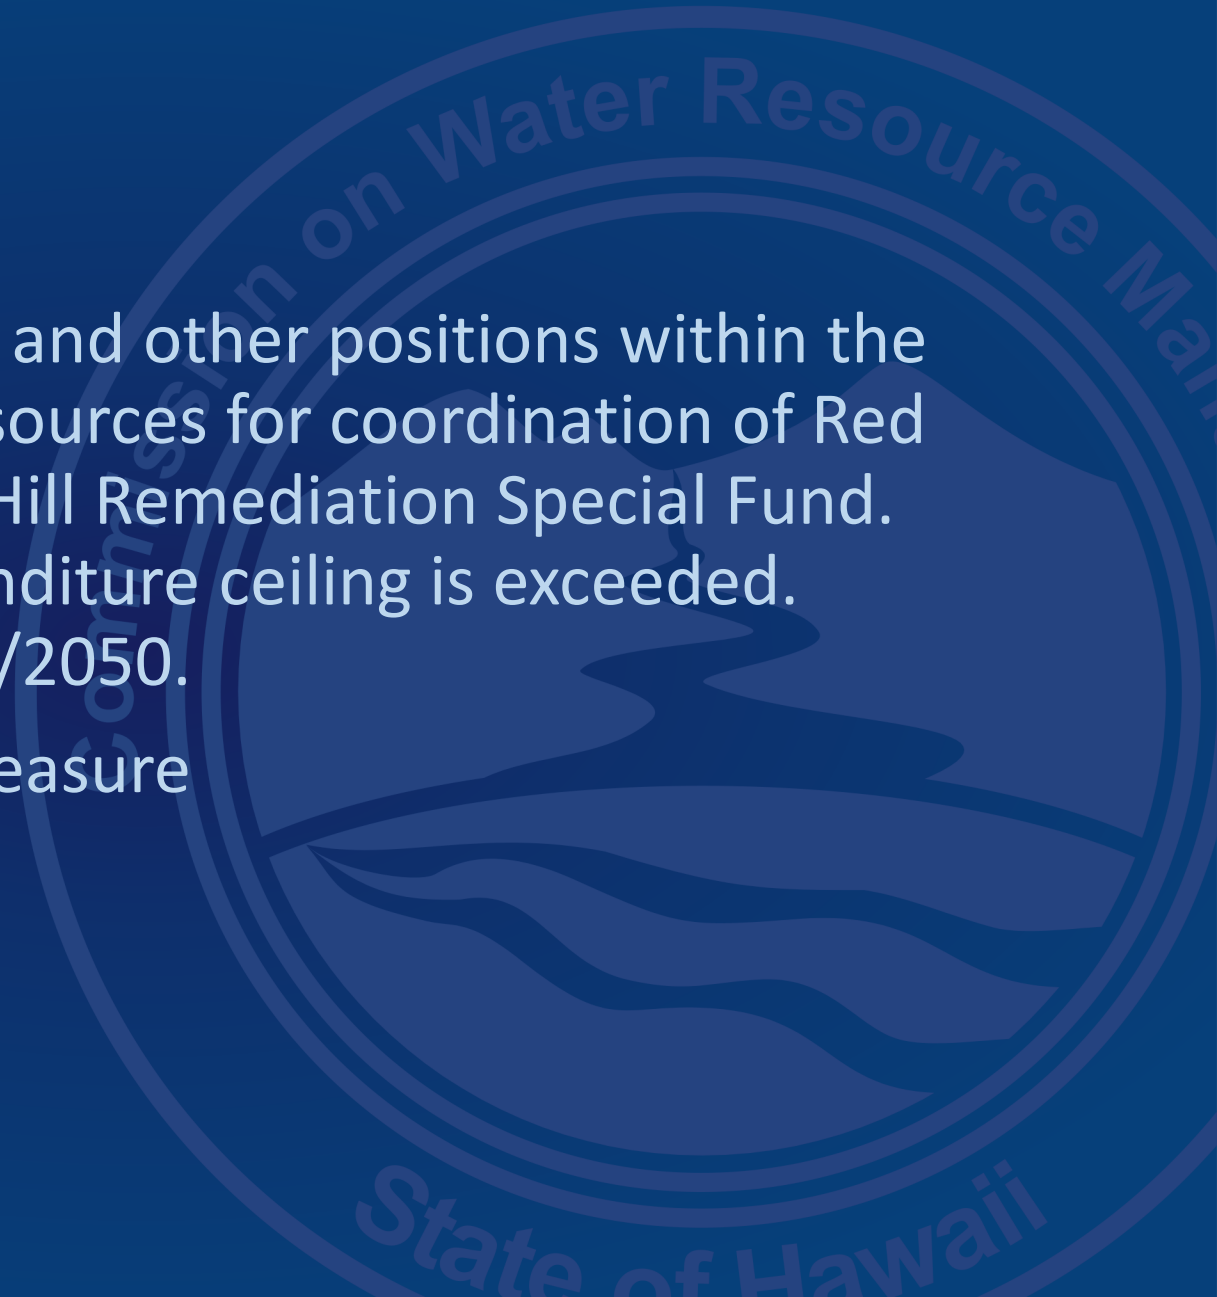 and other positions within the
sources for coordination of Red
Hill Remediation Special Fund.
nditure ceiling is exceeded.
/2050.
easure
Commission on Water Resource Man
State of Hawaii